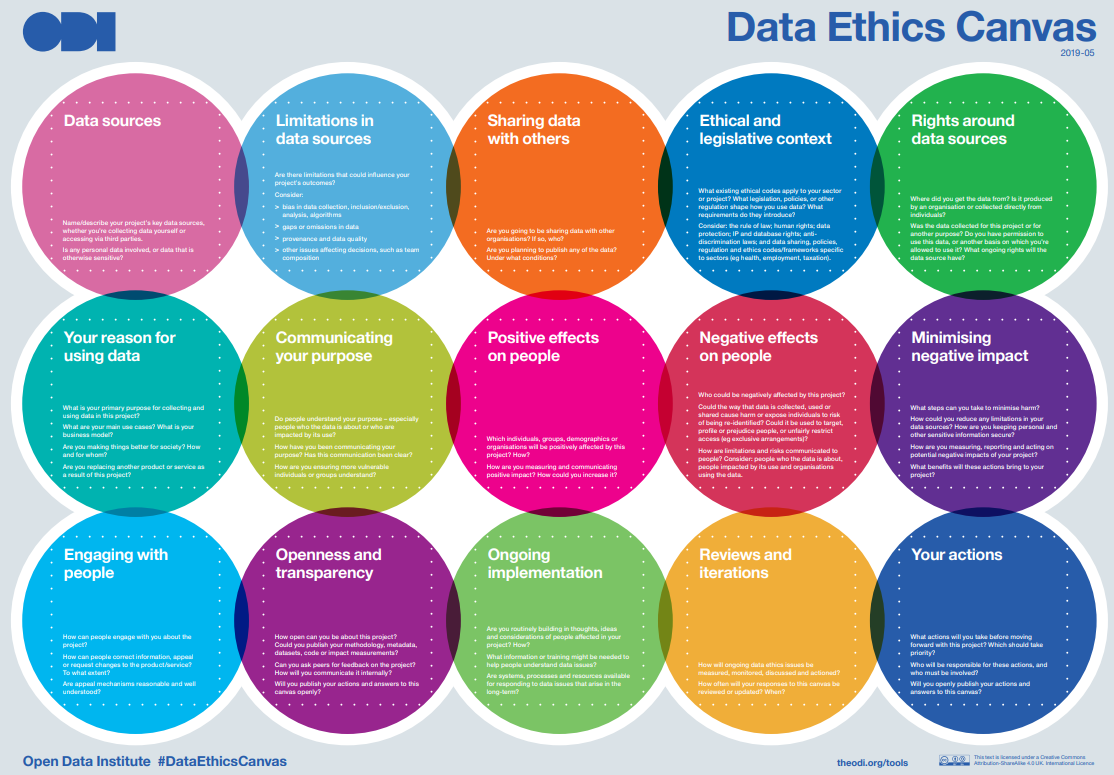 ODI
Data Ethics Canvas
2019-05
Data sources
Name/describe your project's key data sources,
whether you're collecting data yourself or
accessing via third parties.
Is any personal data involved, or data that is
otherwise sensitive?
Limitations in
data sources
Are there limitations that could influence your
project's outcomes?
Consider:
> bias in data collection, inclusion/exclusion,
analysis, algorithms
> gaps or omissions in data
> provenance and data quality
> other issues affecting decisions, such as team
composition
Sharing data
with others
Are you going to be sharing data with other
organisations? If so, who?
Are you planning to publish any of the data?
Under what conditions?
Ethical and
legislative context
What existing ethical codes apply to your sector
or project? What legislation, policies, or other
regulation shape how you use data? What
requirements do they introduce?
Consider: the rule of law; human rights; data
protection; IP and database rights; anti-
discrimination laws; and data sharing, policies,
regulation and ethics codes/frameworks specific
to sectors (eg health, employment, taxation).
Rights around
data sources
Where did you get the data from? Is it produced
by an organisation or collected directly from
individuals?
Was the data collected for this project or for
another purpose? Do you have permission to
use this data, or another basis on which you're
allowed to use it? What ongoing rights will the
data source have?
Your reason for
using data
What is your primary purpose for collecting and
using data in this project?
What are your main use cases? What is your
business model?
Are you making things better for society? How
and for whom?
Are you replacing another product or service as
a result of this project?
Communicating
your purpose
Do people understand your purpose – especially
people who the data is about or who are
impacted by its use?
How have you been communicating your
purpose? Has this communication been clear?
How are you ensuring more vulnerable
individuals or groups understand?
Positive effects
on people
Which individuals, groups, demographics or
organisations will be positively affected by this
project? How?
How are you measuring and communicating
positive impact? How could you increase it?
Negative effects
on people
Who could be negatively affected by this project?
Could the way that data is collected, used or
shared cause harm or expose individuals to risk
of being re-identified? Could it be used to target,
profile or prejudice people, or unfairly restrict
access (eg exclusive arrangements)?
How are limitations and risks communicated to
people? Consider: people who the data is about,
people impacted by its use and organisations
using the data.
Minimising
negative impact
What steps can you take to minimise harm?
How could you reduce any limitations in your
data sources? How are you keeping personal and
other sensitive information secure?
How are you measuring, reporting and acting on
potential negative impacts of your project?
What benefits will these actions bring to your
project?
Engaging with
people
How can people engage with you about the
project?
How can people correct information, appeal
or request changes to the product/service?
To what extent?
Are appeal mechanisms reasonable and well
understood?
Openness and
transparency
How open can you be about this project?
Could you publish your methodology, metadata,
datasets, code or impact measurements?
Can you ask peers for feedback on the project?
How will you communicate it internally?
Will you publish your actions and answers to this
canvas openly?
Ongoing
implementation
Are you routinely building in thoughts, ideas
and considerations of people affected in your
project? How?
What information or training might be needed to
help people understand data issues?
Are systems, processes and resources available
for responding to data issues that arise in the
long-term?
Reviews and
iterations
How will ongoing data ethics issues be
measured, monitored, discussed and actioned?
How often will your responses to this canvas be
reviewed or updated? When?
Your actions
What actions will you take before moving
forward with this project? Which should take
priority?
Who will be responsible for these actions, and
who must be involved?
Will you openly publish your actions and
answers to this canvas?
Open Data Institute #DataEthicsCanvas
theodi.org/tools
This text is licensed under a Creative Commons
Attribution-ShareAlike 4.0 UK: International Licence